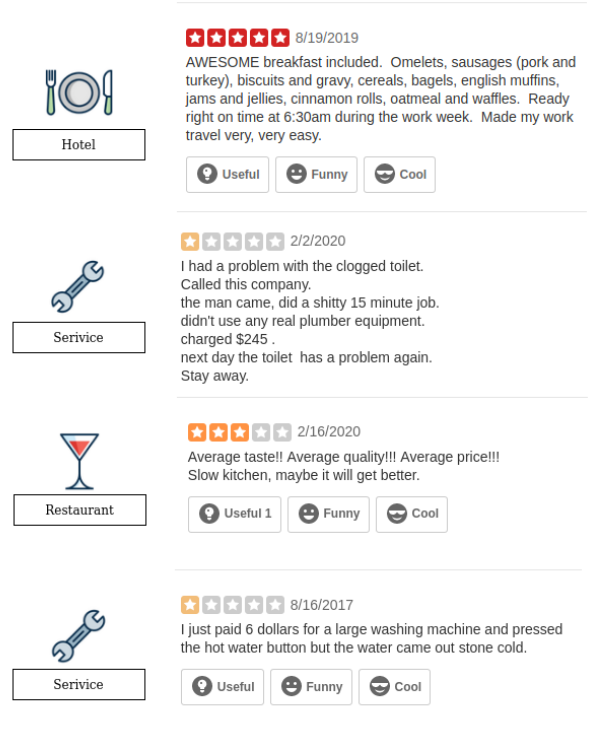 8/19/2019
AWESOME breakfast included.  Omelets, sausages (pork and
turkey), biscuits and gravy, cereals, bagels, english muffins,
jams and jellies, cinnamon rolls, oatmeal and waffles.  Ready
right on time at 6:30am during the work week.  Made my work
travel very, very easy.
Hotel
Useful Funny Cool
2/2/2020
I had a problem with the clogged toilet.
Called this company.
the man came, did a shitty 15 minute job.
didn't use any real plumber equipment.
charged $245 .
next day the toilet  has a problem again.
Stay away.
Serivice
2/16/2020
Average taste!! Average quality!!! Average price!!!
Slow kitchen, maybe it will get better.
Restaurant
Useful 1 Funny Cool
8/16/2017
I just paid 6 dollars for a large washing machine and pressed
the hot water button but the water came out stone cold.
Serivice
Useful Funny Cool